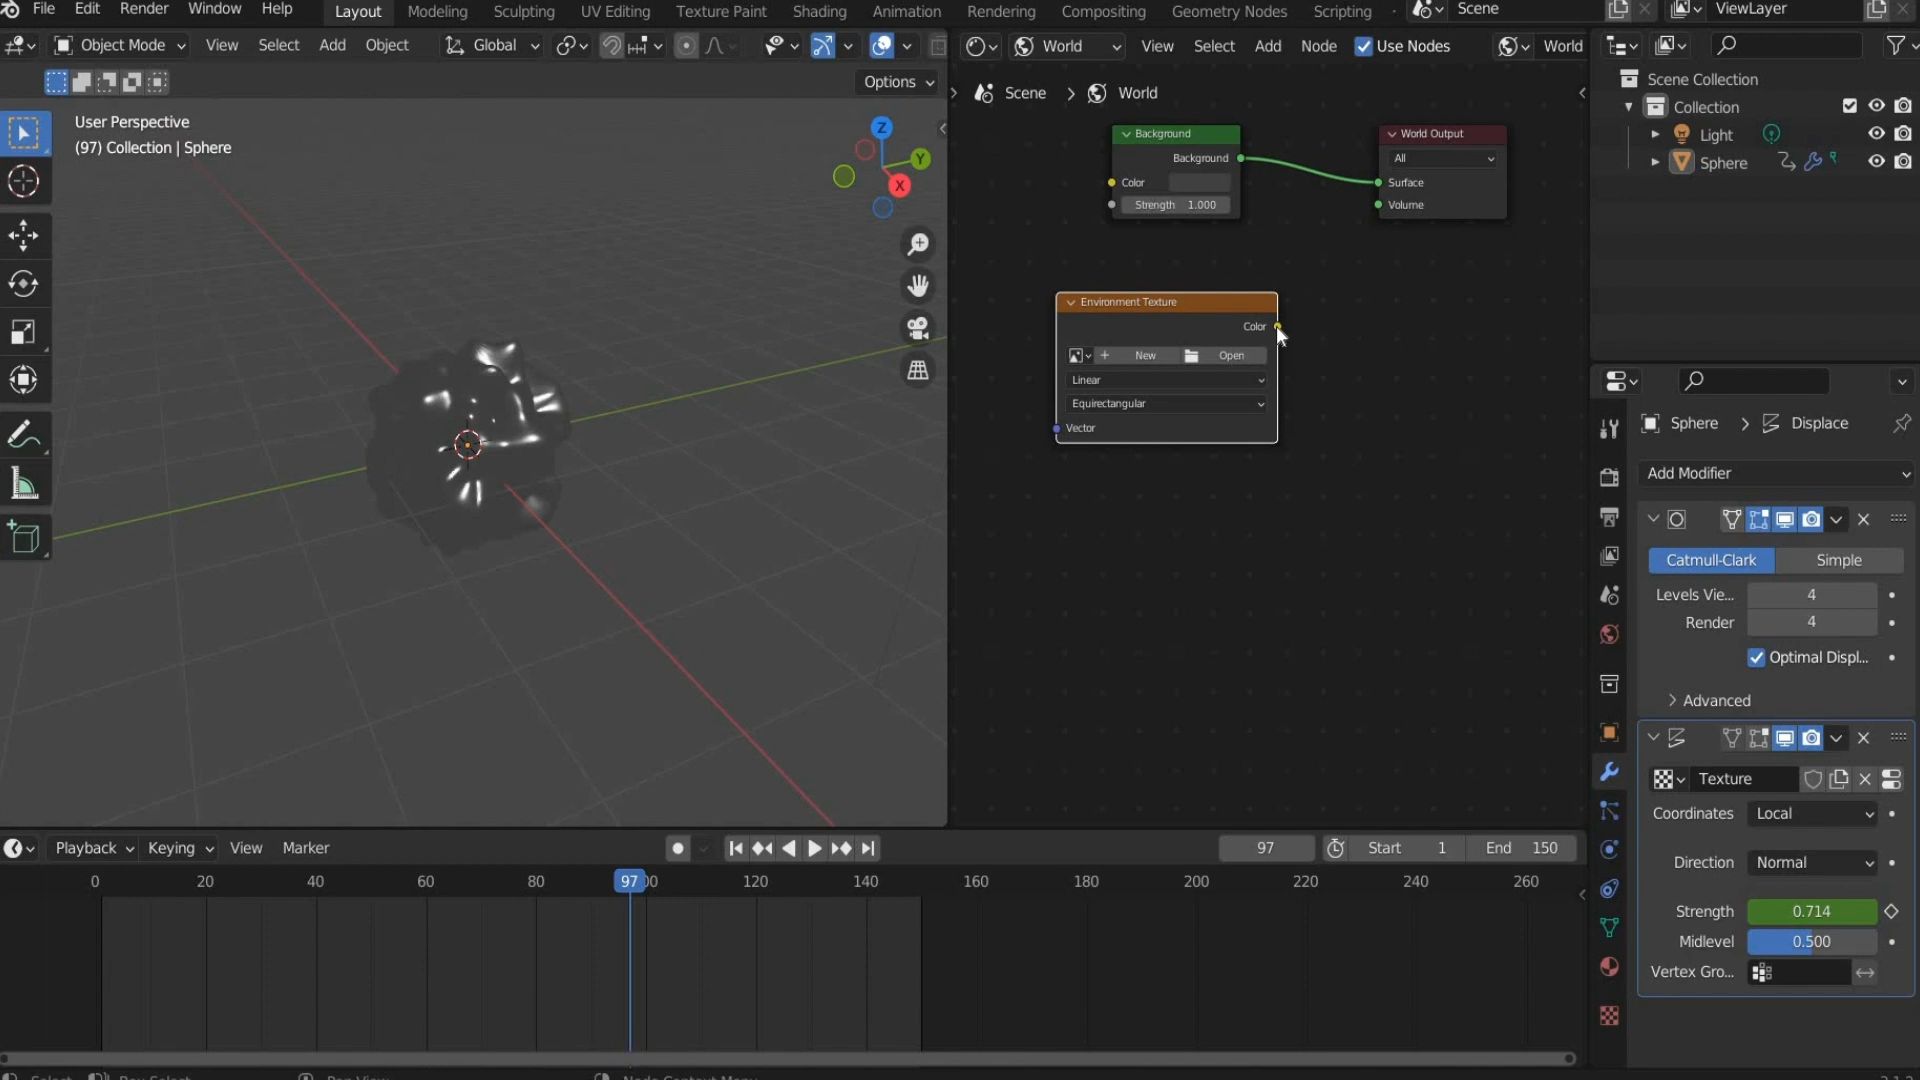 File Edit Render Window Help Layout Modeling Sculpting UV Editing Texture Paint Shading Animation Rendering Compositing Geometry Nodes Scripting Scene ViewLayer
Object Mode View Select Add Object Global World View Select Add Node Use Nodes World
Options
Scene > World
User Perspective
(97) Collection | Sphere
Z
Y
X
Background
Background
Color
Strength 1.000
World Output
All
Surface
Volume
Environment Texture
Color
New Open
Linear
Equirectangular
Vector
Scene Collection
Collection
Light
Sphere
Sphere > Displace
Add Modifier
Catmull-Clark Simple
Levels Vie... 4
Render 4
Optimal Displ...
Advanced
Texture
Coordinates Local
Direction Normal
Strength 0.714
Midlevel 0.500
Vertex Gro...
Playback Keying View Marker 97 Start 1 End 150
0 20 40 60 80 97 00 120 140 160 180 200 220 240 260